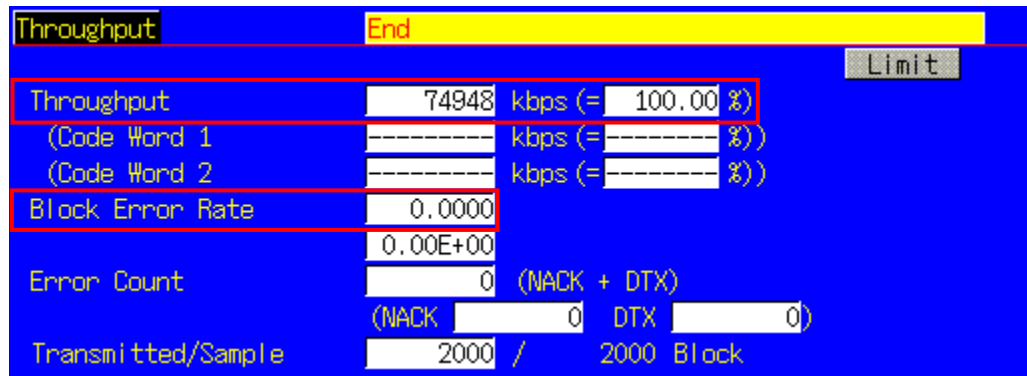 Throughput End
Limit
Throughput 74948 kbps (= 100.00 %)
(Code Word 1 -------- kbps (= -------- %))
(Code Word 2 -------- kbps (= -------- %))
Block Error Rate 0.0000
0.00E+00
Error Count 0 (NACK + DTX)
(NACK 0 DTX 0)
Transmitted/Sample 2000 / 2000 Block